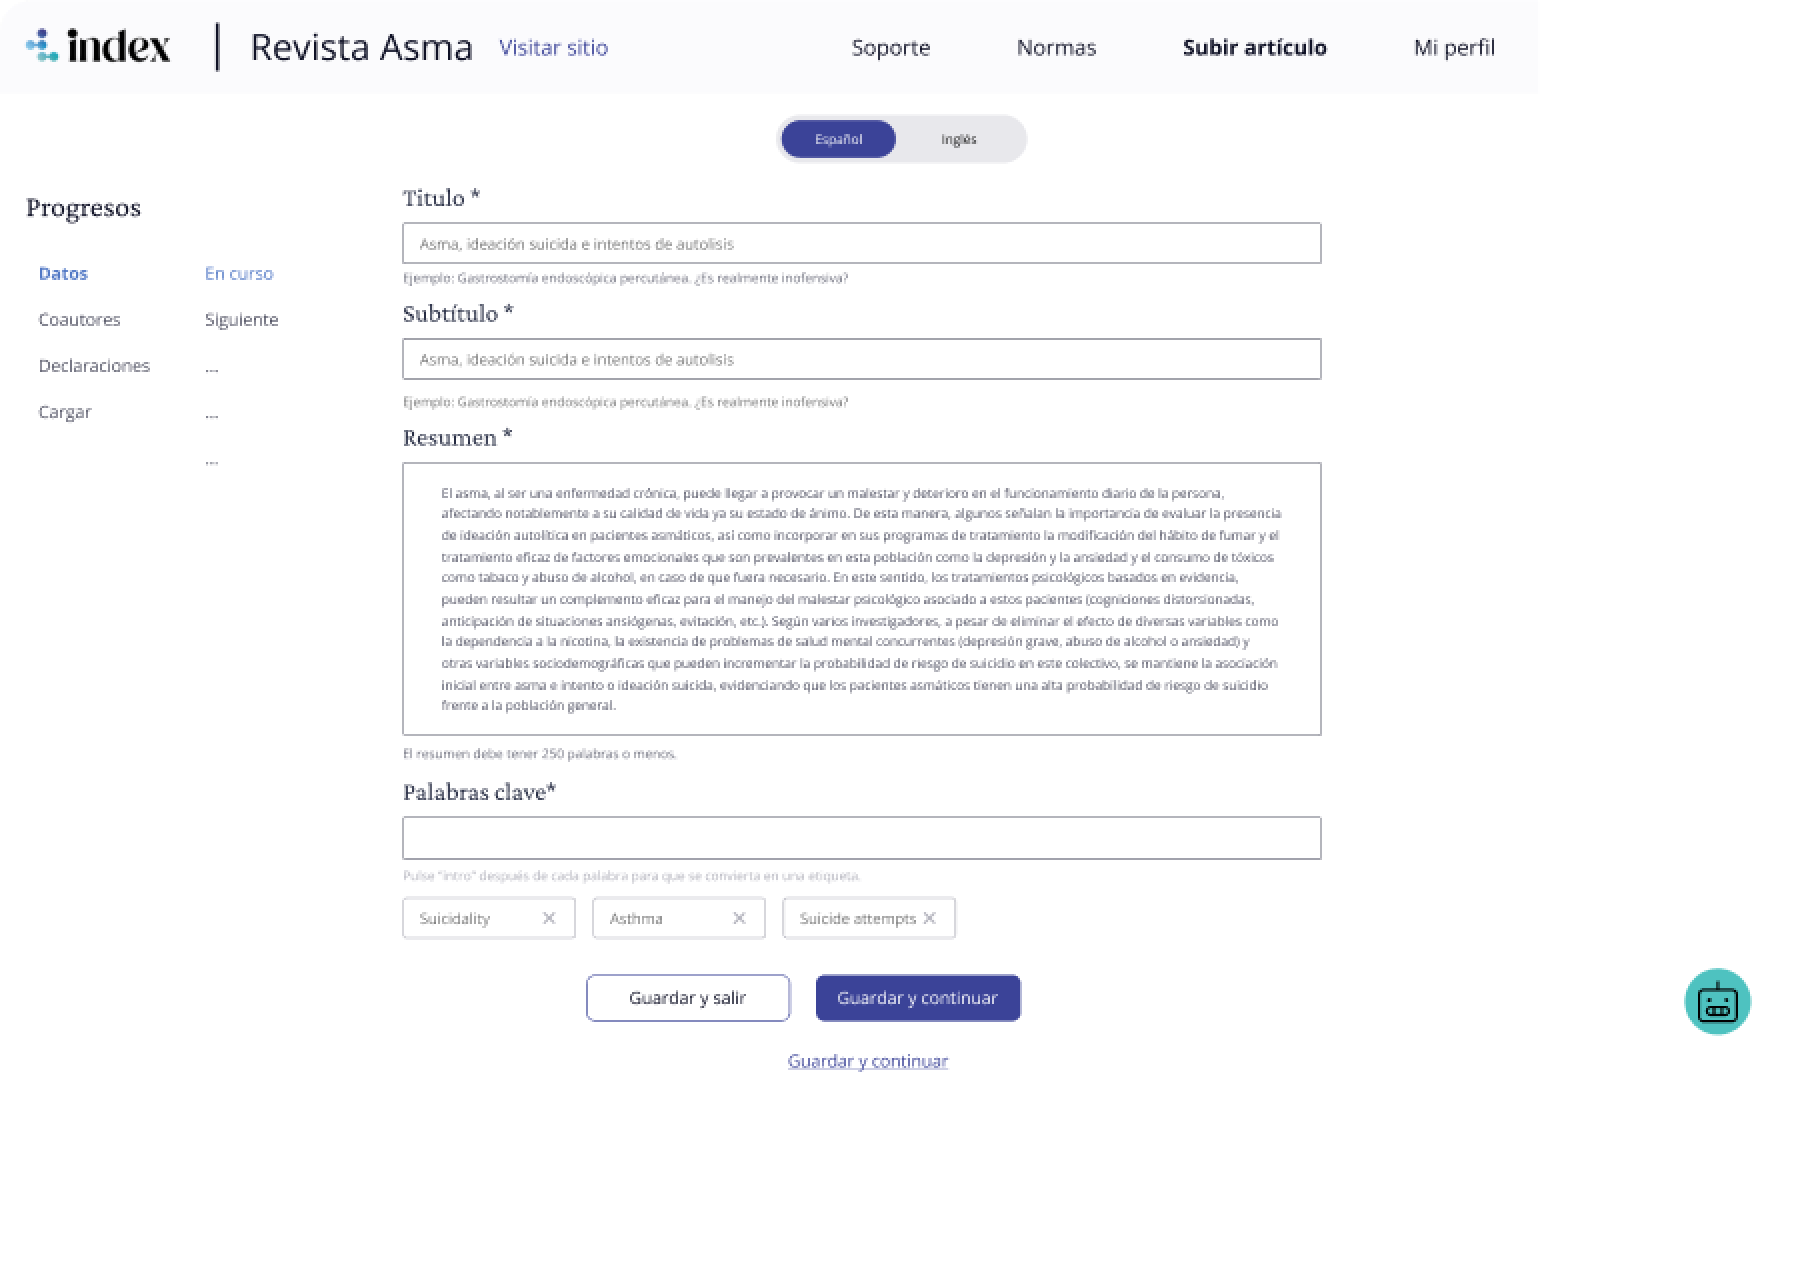 index
Revista Asma
Visitar sitio
Soporte
Normas
Subir artículo
Mi perfil
Español
Inglés
Progresos
Datos
En curso
Coautores
Siguiente
Declaraciones
...
Cargar
...
...
Titulo *
Asma, ideación suicida e intentos de autolisis
Ejemplo: Gastrostomía endoscópica percutánea. ¿Es realmente inofensiva?
Subtítulo *
Asma, ideación suicida e intentos de autolisis
Ejemplo: Gastrostomía endoscópica percutánea. ¿Es realmente inofensiva?
Resumen *
El asma, al ser una enfermedad crónica, puede llegar a provocar un malestar y deterioro en el funcionamiento diario de la persona,
afectando notablemente a su calidad de vida ya su estado de ánimo. De esta manera, algunos señalan la importancia de evaluar la presencia
de ideación autolítica en pacientes asmáticos, así como incorporar en sus programas de tratamiento la modificación del hábito de fumar y el
tratamiento eficaz de factores emocionales que son prevalentes en esta población como la depresión y la ansiedad y el consumo de tóxicos
como tabaco y abuso de alcohol, en caso de que fuera necesario. En este sentido, los tratamientos psicológicos basados en evidencia,
pueden resultar un complemento eficaz para el manejo del malestar psicológico asociado a estos pacientes (cogniciones distorsionadas,
anticipación de situaciones ansiógenas, evitación, etc.). Según varios investigadores, a pesar de eliminar el efecto de diversas variables como
la dependencia a la nicotina, la existencia de problemas de salud mental concurrentes (depresión grave, abuso de alcohol o ansiedad) y
otras variables sociodemográficas que pueden incrementar la probabilidad de riesgo de suicidio en este colectivo, se mantiene la asociación
inicial entre asma e intento o ideación suicida, evidenciando que los pacientes asmáticos tienen una alta probabilidad de riesgo de suicidio
frente a la población general.
El resumen debe tener 250 palabras o menos.
Palabras clave*
Pulse "intro" después de cada palabra para que se convierta en una etiqueta.
Suicidality
Asthma
Suicide attempts
Guardar y salir
Guardar y continuar
Guardar y continuar